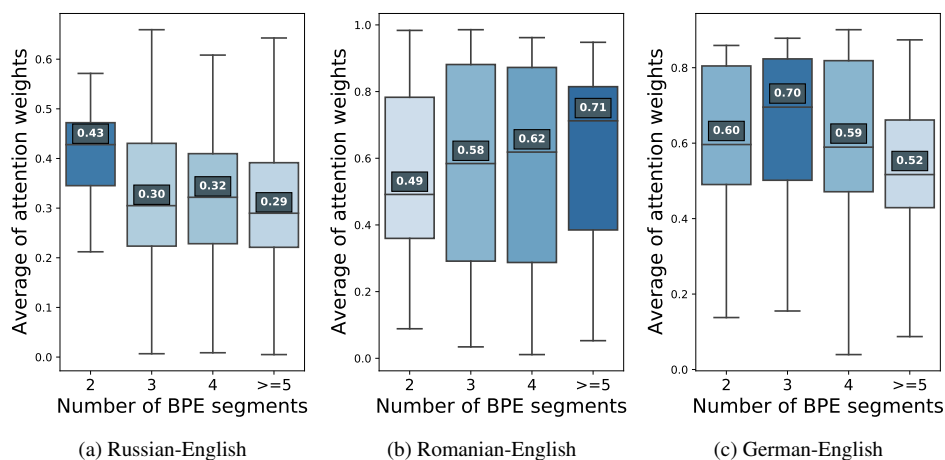 Average of attention weights
0.6
0.5
0.4
0.3
0.2
0.1
0.0
0.43
0.30
0.32
0.29
2 3 4 >=5
Number of BPE segments
(a) Russian-English
Average of attention weights
1.0
0.8
0.6
0.4
0.2
0.0
0.49
0.58
0.62
0.71
2 3 4 >=5
Number of BPE segments
(b) Romanian-English
Average of attention weights
0.8
0.6
0.4
0.2
0.0
0.60
0.70
0.59
0.52
2 3 4 >=5
Number of BPE segments
(c) German-English